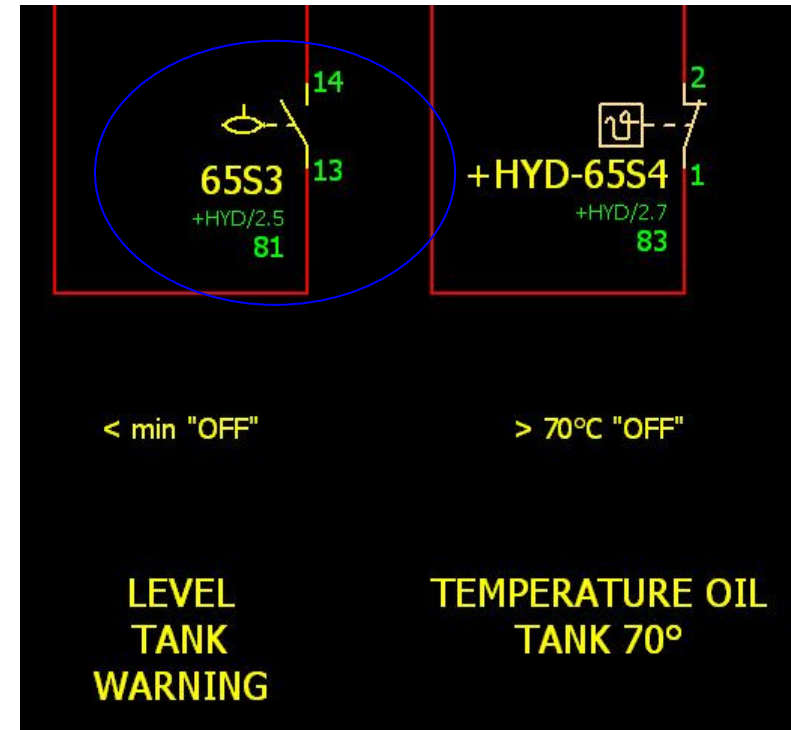 14
13
65S3
+HYD/2.5
81
2
ϑ
+HYD-65S4
1
+HYD/2.7
83
< min "OFF"
> 70°C "OFF"
LEVEL
TANK
WARNING
TEMPERATURE OIL
TANK 70°